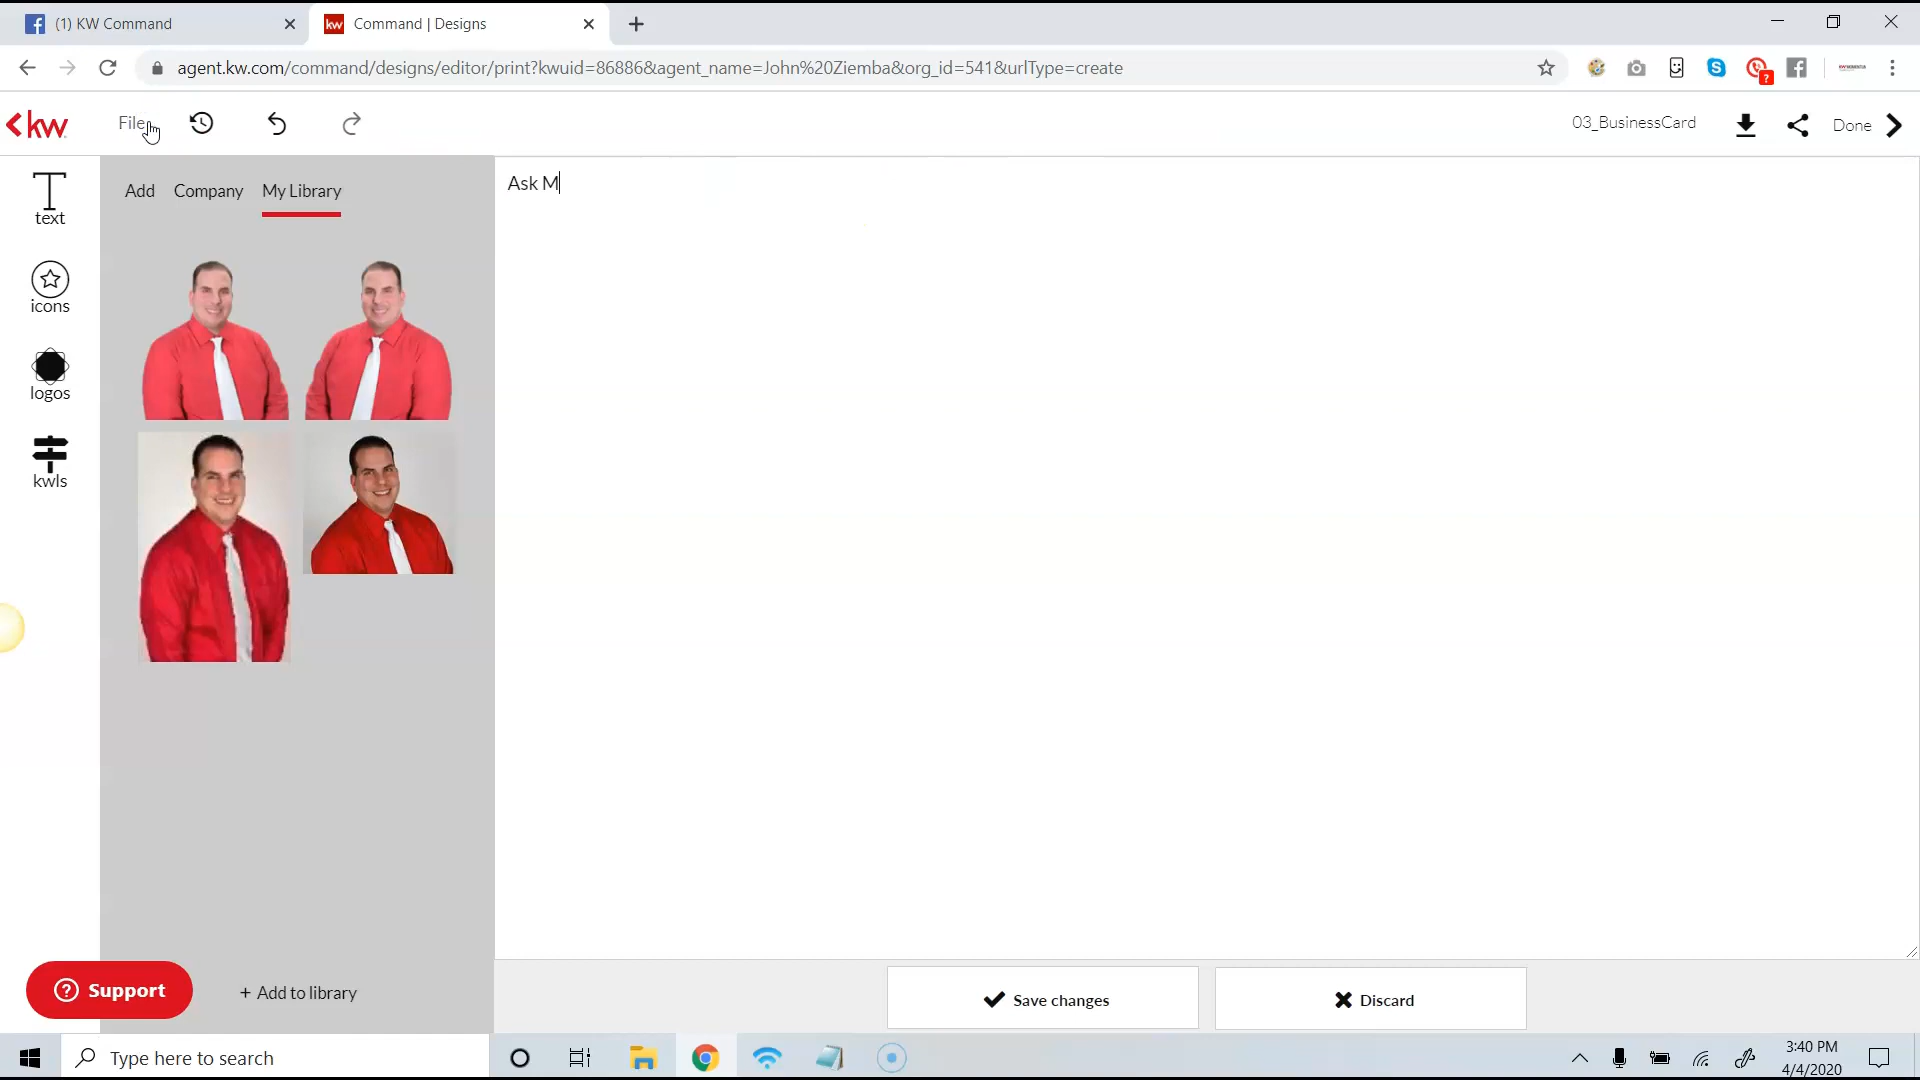 (1) KW Command
kw Command | Designs
agent.kw.com/command/designs/editor/print?kwuid=86886&agent_name=John%20Ziemba&org_id=541&urlType=create
kw
File
03_BusinessCard
Done
text
icons
logos
kwls
Add Company My Library
Ask M
Support
+ Add to library
Save changes
Discard
Type here to search
3:40 PM
4/4/2020